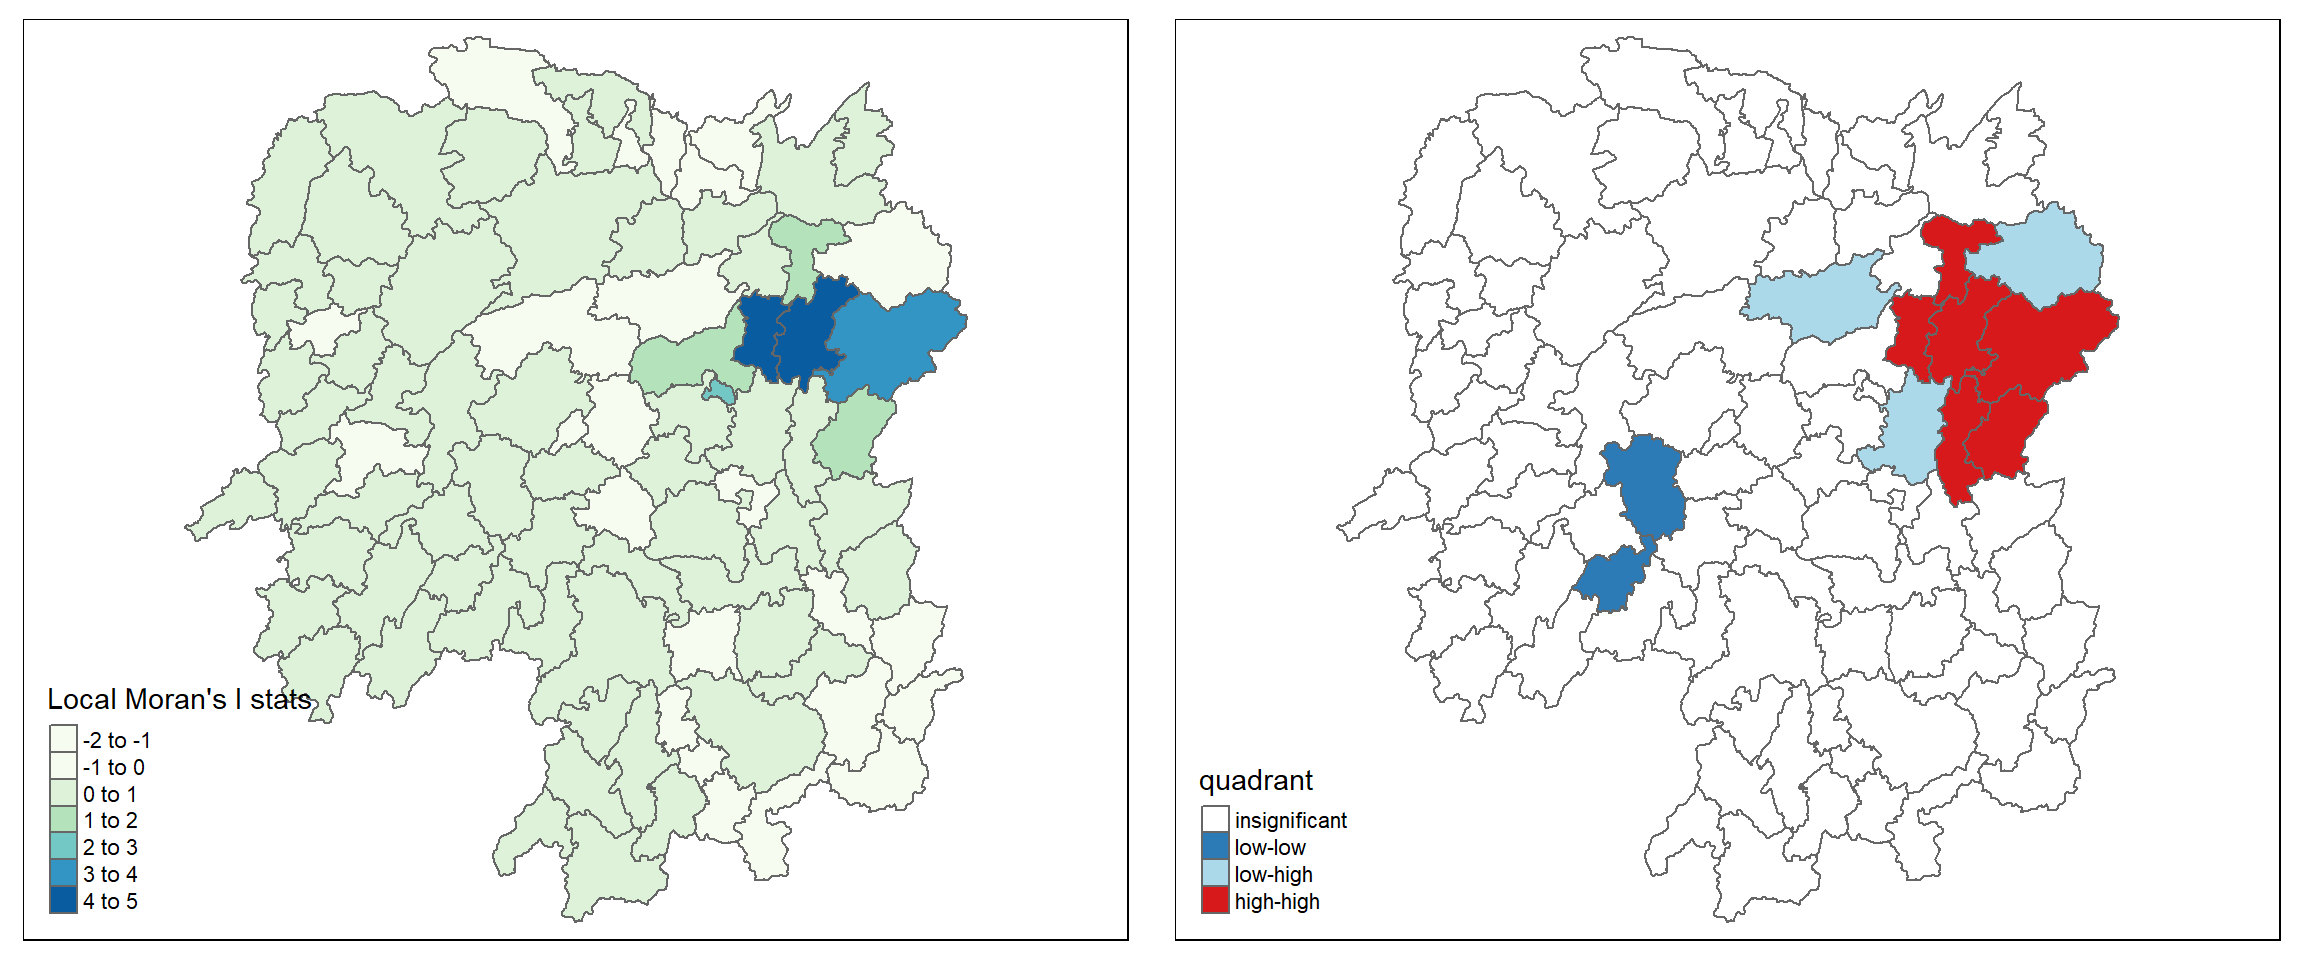 Local Moran's I stats
-2 to -1
-1 to 0
0 to 1
1 to 2
2 to 3
3 to 4
4 to 5
quadrant
insignificant
low-low
low-high
high-high